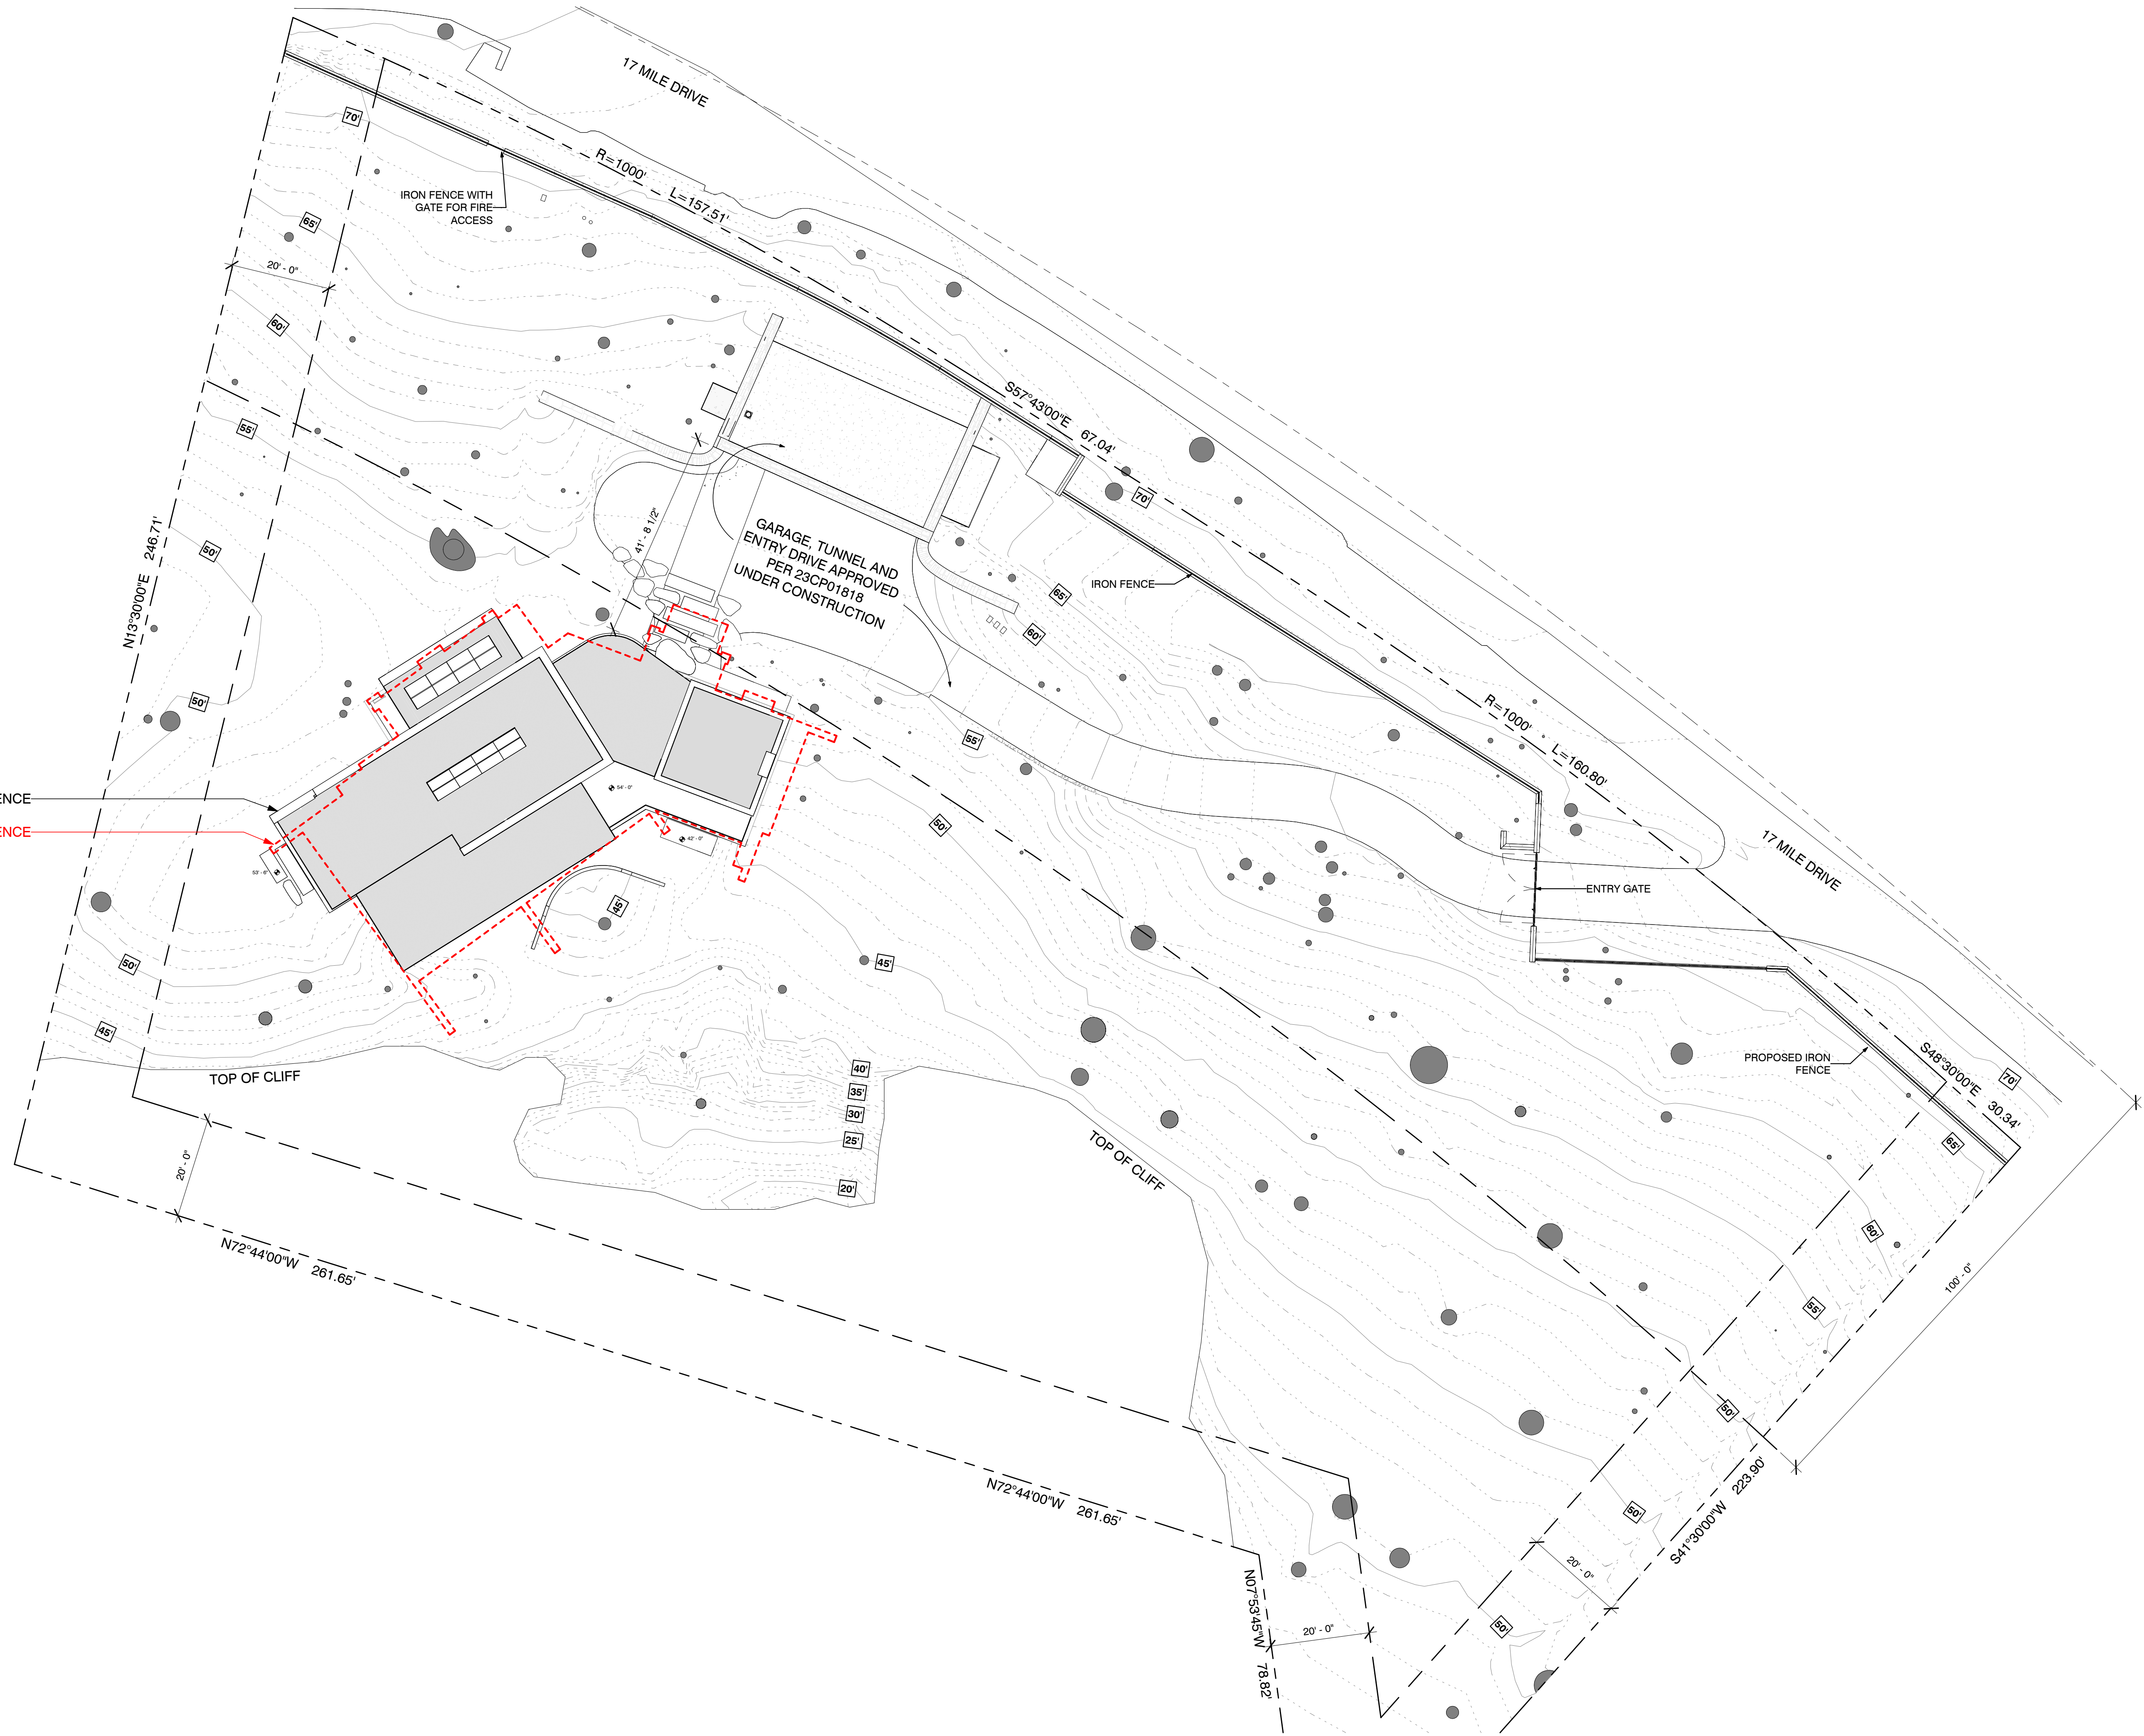 17 MILE DRIVE
70'
R=1000'
L=157.51'
IRON FENCE WITH
GATE FOR FIRE
ACCESS
65'
20' - 0"
60'
S57°43'00"E
67.04'
55'
70'
N13°30'00"E
246.71'
50'
41' - 8 1/2"
GARAGE, TUNNEL AND
ENTRY DRIVE APPROVED
PER 23CP01818
UNDER CONSTRUCTION
IRON FENCE
65'
60'
50'
R=1000'
L=160.80'
55'
ENCE
54' - 0"
ENCE
50'
42' - 0"
17 MILE DRIVE
53' - 6"
ENTRY GATE
45'
50'
45'
45'
PROPOSED IRON
FENCE
S48°30'00"E
30.34'
70'
TOP OF CLIFF
40'
35'
30'
25'
20'
TOP OF CLIFF
65'
20' - 0"
60'
N72°44'00"W
261.65'
100' - 0"
55'
50'
N72°44'00"W
261.65'
50'
S41°30'00"W
223.90'
20' - 0"
N07°53'45"W
78.82'
20' - 0"
50'